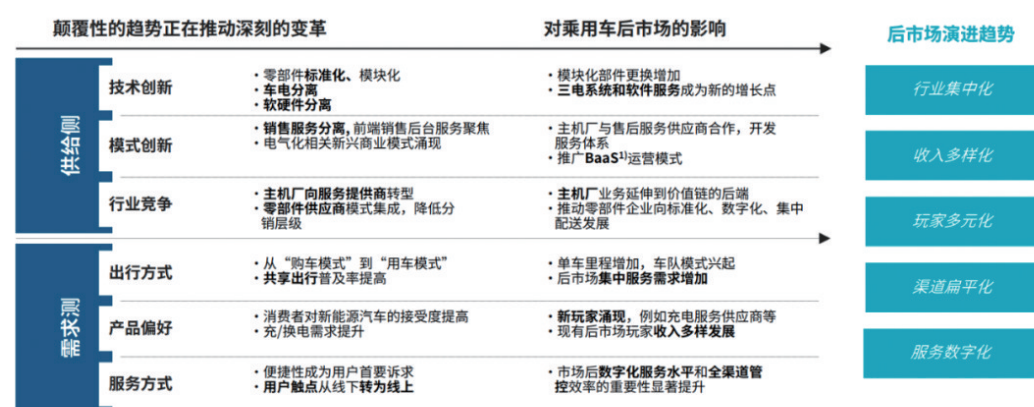 颠覆性的趋势正在推动深刻的变革
对乘用车后市场的影响
后市场演进趋势
供给侧
技术创新
·零部件标准化、模块化
·车电分离
·软硬件分离
·模块化部件更换增加
·三电系统和软件服务成为新的增长点
模式创新
·销售服务分离,前端销售后台服务聚焦
·电气化相关新兴商业模式涌现
·主机厂与售后服务供应商合作，开发
服务体系
·推广BaaS1)运营模式
行业竞争
·主机厂向服务提供商转型
·零部件供应商模式集成，降低分
销层级
·主机厂业务延伸到价值链的后端
·推动零部件企业向标准化、数字化、集中
配送发展
需求测
出行方式
·从“购车模式”到“用车模式”
·共享出行普及率提高
·单车里程增加，车队模式兴起
·后市场集中服务需求增加
产品偏好
·消费者对新能源汽车的接受度提高
·充/换电需求提升
·新玩家涌现，例如充电服务供应商等
·现有后市场玩家收入多样发展
服务方式
·便捷性成为用户首要诉求
·用户触点从线下转为线上
·市场后数字化服务水平和全渠道管
控效率的重要性显著提升
行业集中化
收入多样化
玩家多元化
渠道扁平化
服务数字化